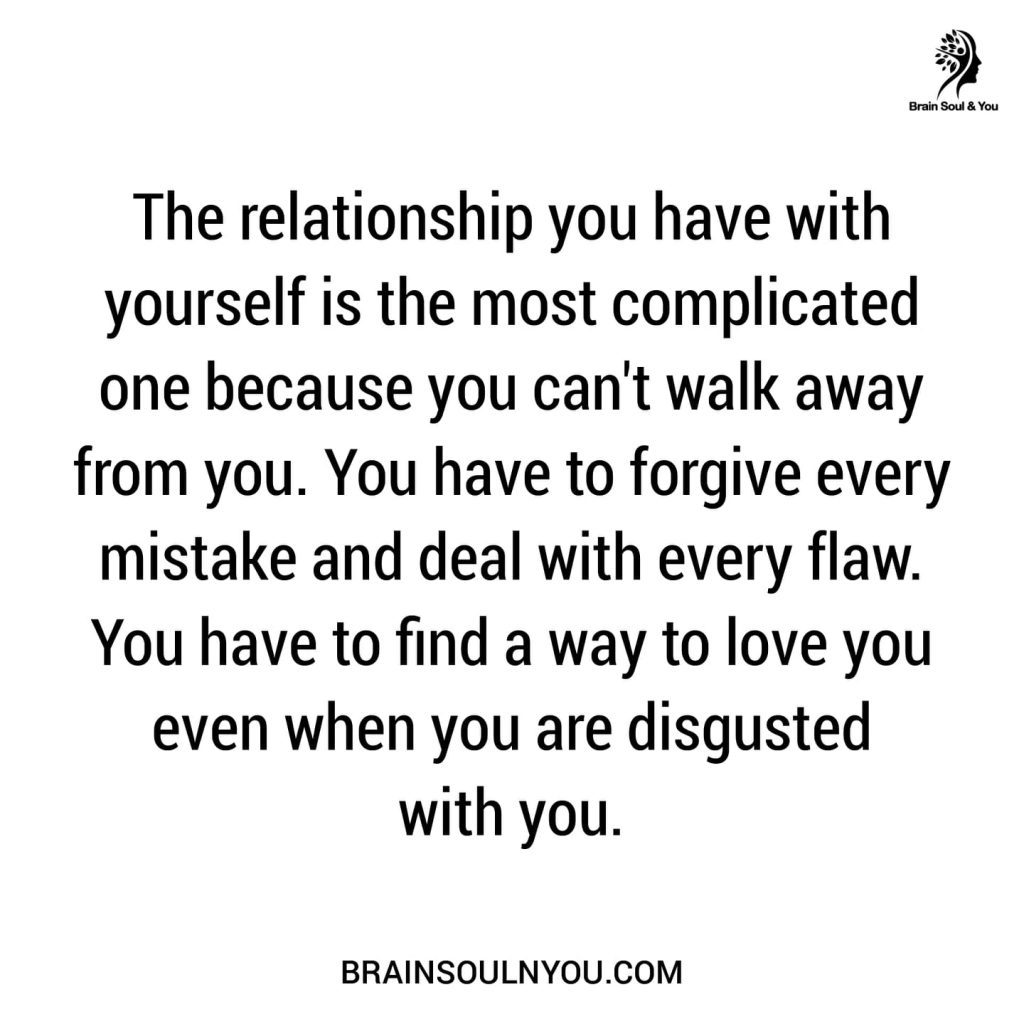 Brain Soul & You
The relationship you have with
yourself is the most complicated
one because you can't walk away
from you. You have to forgive every
mistake and deal with every flaw.
You have to find a way to love you
even when you are disgusted
with you.
BRAINSOULNYOU.COM